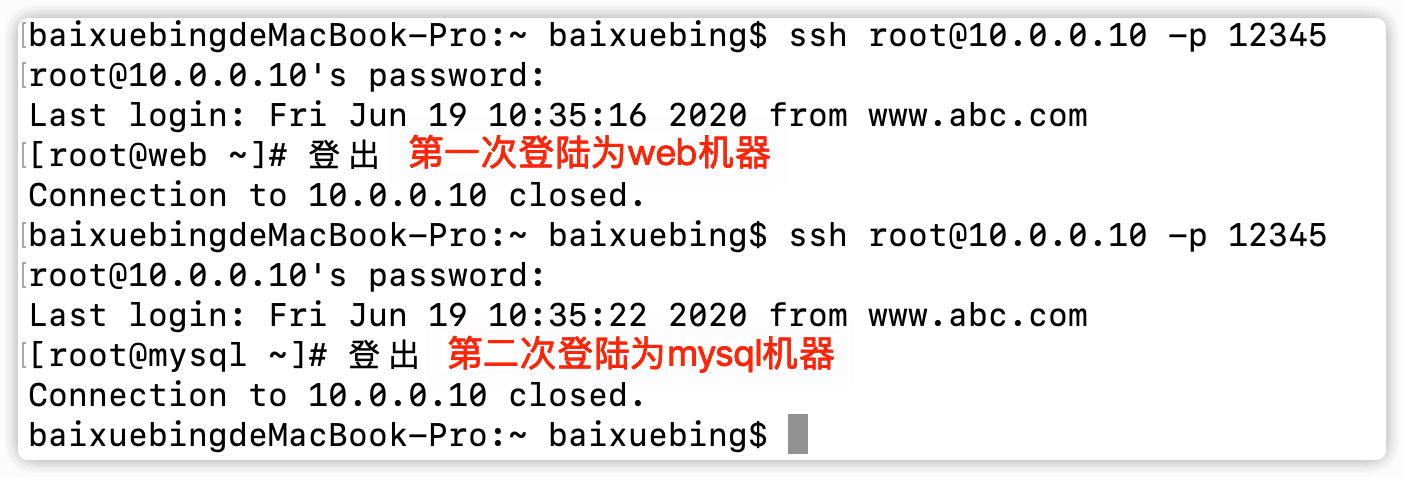 [baixuebingdeMacBook-Pro:~ baixuebing$ ssh root@10.0.0.10 -p 12345
[root@10.0.0.10's password:
Last login: Fri Jun 19 10:35:16 2020 from www.abc.com
[[root@web ~]# 登出 第一次登陆为web机器
Connection to 10.0.0.10 closed.
[baixuebingdeMacBook-Pro:~ baixuebing$ ssh root@10.0.0.10 -p 12345
[root@10.0.0.10's password:
Last login: Fri Jun 19 10:35:22 2020 from www.abc.com
[[root@mysql ~]# 登出 第二次登陆为mysql机器
Connection to 10.0.0.10 closed.
baixuebingdeMacBook-Pro:~ baixuebing$